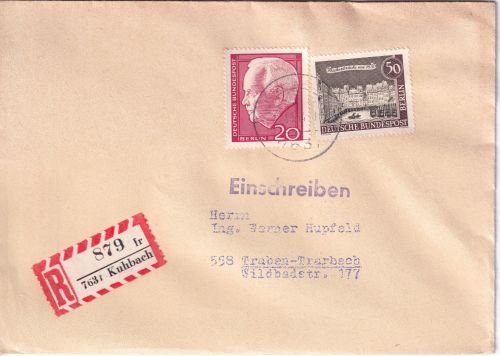 DEUTSCHE BUNDESPOST
BERLIN 20
50
BERLIN
DEUTSCHE BUNDESPOST
7631
Einschreiben
Herrn
Ing. Werner Hupfeld
558 Traben-Trarbach
Wildbadstr. 177
R
879 fr
7631 Kuhbach